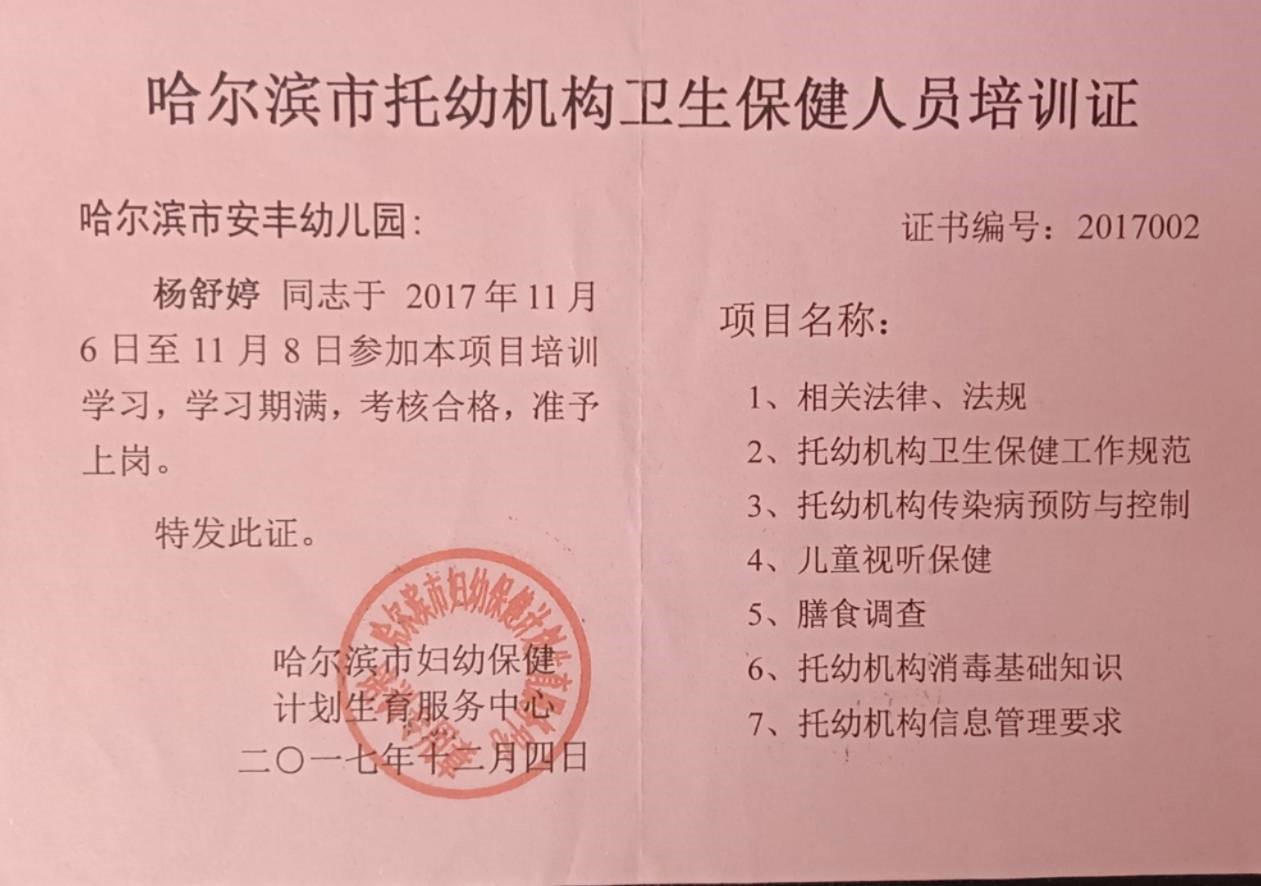 哈尔滨市托幼机构卫生保健人员培训证
哈尔滨市安丰幼儿园:
杨舒婷 同志于 2017年11月
6日至11月8日参加本项目培训
学习，学习期满，考核合格，准予
上岗。
特发此证。
哈尔滨市妇幼保健
计划生育服务中心
二〇一七年十二月四日
哈尔滨市妇幼保健计划生育服务中心
证书编号：2017002
项目名称：
1、相关法律、法规
2、托幼机构卫生保健工作规范
3、托幼机构传染病预防与控制
4、儿童视听保健
5、膳食调查
6、托幼机构消毒基础知识
7、托幼机构信息管理要求